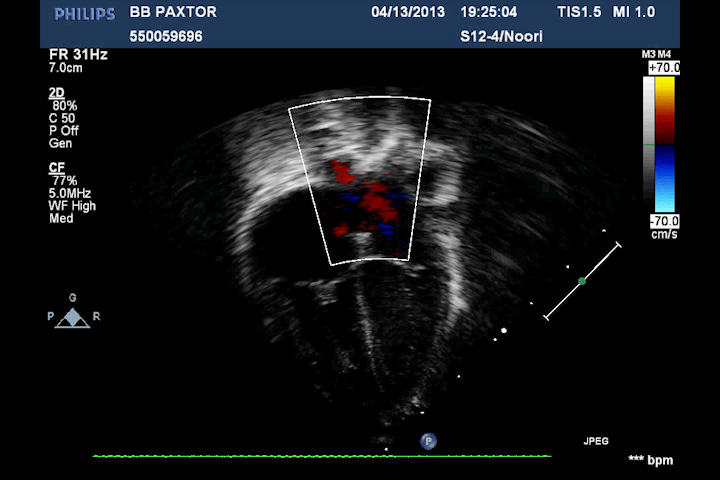 PHILIPS BB PAXTOR 04/13/2013 19:25:04 TIS1.5 MI 1.0
550059696 S12-4/Noori
FR 31Hz
7.0cm
2D
80%
C 50
P Off
Gen
CF
77%
5.0MHz
WF High
Med
M3 M4
+70.0
-70.0
cm/s
G
P R
P
JPEG
*** bpm